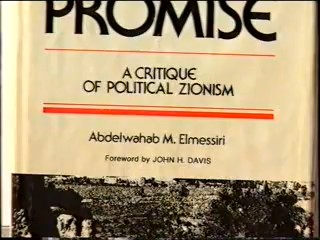 PROMISE
A CRITIQUE
OF POLITICAL ZIONISM
Abdelwahab M. Elmessiri
Foreword by JOHN H. DAVIS